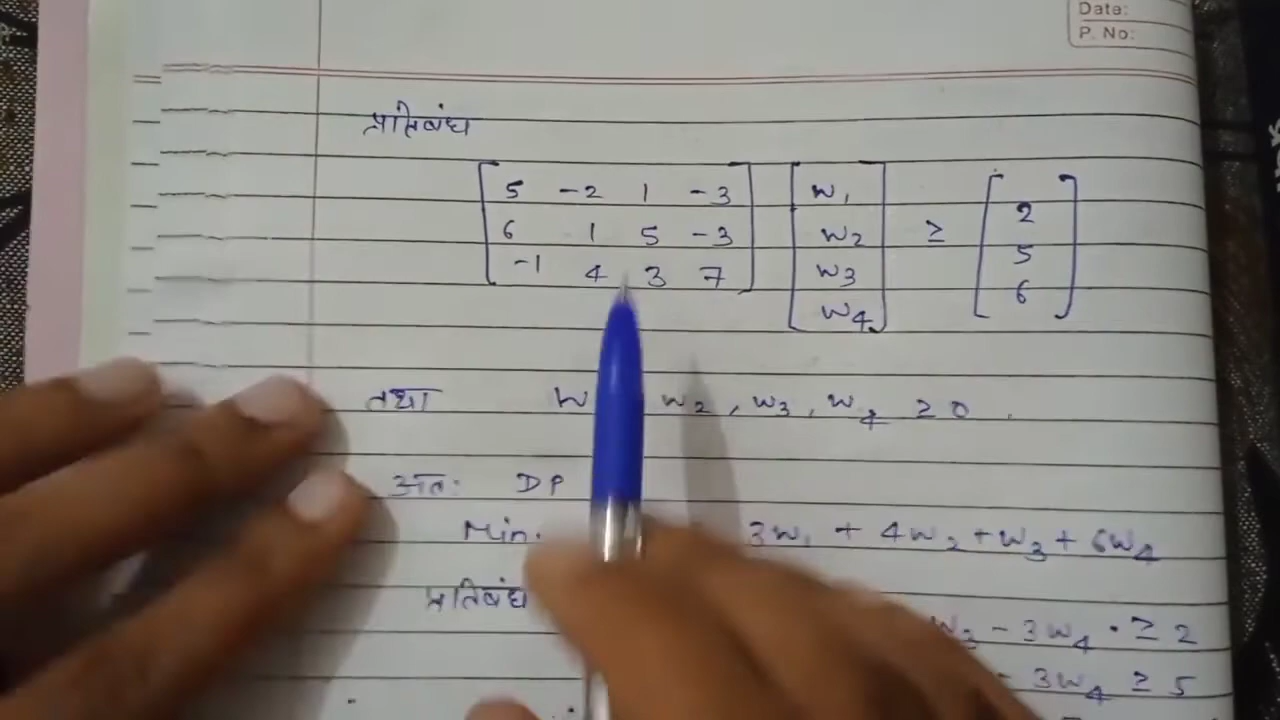 Date:
P. No:
प्रतिबंध
[5 -2 1 -3] [w1] [2]
[6 1 5 -3] [w2] ≥ [5]
[-1 4 3 7] [w3] [6]
[w4]
तथा w w2, w3, w4 ≥ 0.
अतः DP
Min. 3w1 + 4w2 + w3 + 6w4
प्रतिबंध
w3 - 3w4 ≥ 2
- 3w4 ≥ 5